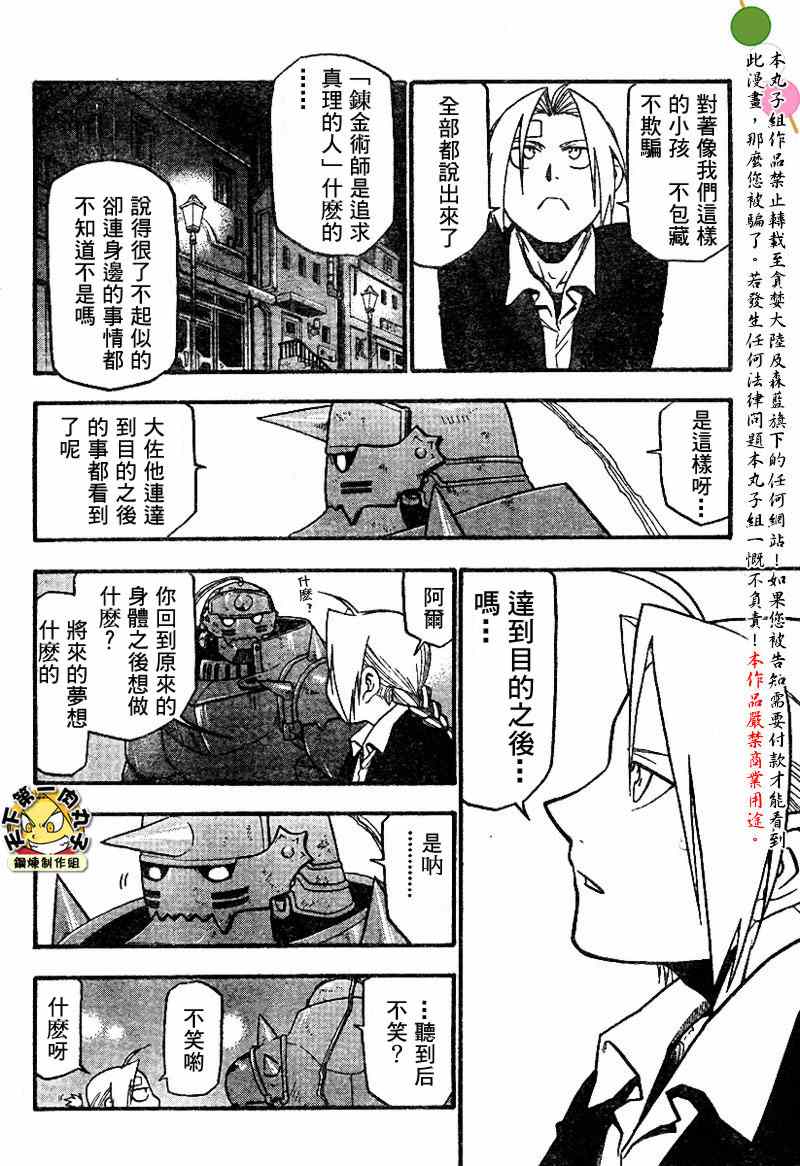 對著像我們這樣
的小孩　不包藏
不欺騙
全部都說出來了
「鍊金術師是追求
真理的人」什麼的
……
說得很了不起似的
卻連身邊的事情都
不知道不是嗎
是這樣呀…
…
大佐他連達
到目的之後
的事都看到
了呢
達到目的之後…
嗎…
阿爾
什麼？
你回到原來的
身體之後想做
什麼？
將來的夢想
什麼的
是吶
………
…聽到后
不笑？
不笑喲
什麼呀
本丸子組作品禁止轉載至貪婪大陸及森藍旗下的任何網站！如果您被告知需要付款才能看到
此漫畫，那麼您被騙了。若發生任何法律問題本丸子組一慨不負責！本作品嚴禁商業用途。
天下第一肉丸子
鋼煉制作組